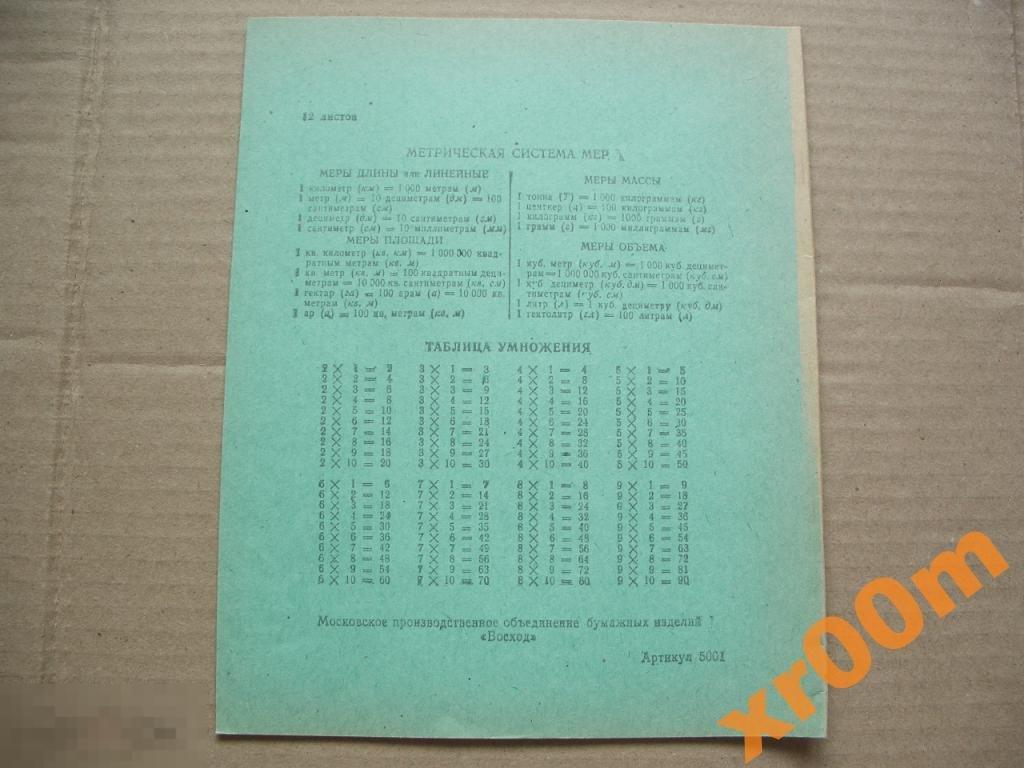 12 листов
МЕТРИЧЕСКАЯ СИСТЕМА МЕР
МЕРЫ ДЛИНЫ или ЛИНЕЙНЫЕ
1 километр (км) = 1 000 метрам (м)
1 метр (м) = 10 дециметрам (дм) = 100
сантиметрам (см)
1 дециметр (дм) = 10 сантиметрам (см)
1 сантиметр (см) = 10 миллиметрам (мм)
МЕРЫ ПЛОЩАДИ
1 кв. километр (кв. км) = 1 000 000 квад-
ратным метрам (кв. м)
1 кв. метр (кв. м) = 100 квадратным деци-
метрам = 10 000 кв. сантиметрам (кв. см)
1 гектар (га) = 100 арам (а) = 10 000 кв.
метрам (кв. м)
1 ар (а) = 100 кв. метрам (кв. м)
МЕРЫ МАССЫ
1 тонна (Т) = 1 000 килограммам (кг)
1 центнер (ц) = 100 килограммам (кг)
1 килограмм (кг) = 1000 граммам (г)
1 грамм (г) = 1 000 миллиграммам (мг)
МЕРЫ ОБЪЕМА
1 куб. метр (куб. м) = 1 000 куб. децимет-
рам = 1 000 000 куб. сантиметрам (куб. см)
1 куб дециметр (куб. дм) = 1 000 куб. сан-
тиметрам (куб. см)
1 литр (л) = 1 куб. дециметру (куб. дм)
1 гектолитр (гл) = 100 литрам (л)
ТАБЛИЦА УМНОЖЕНИЯ
2 × 1 = 2 3 × 1 = 3 4 × 1 = 4 5 × 1 = 5
2 × 2 = 4 3 × 2 = 6 4 × 2 = 8 5 × 2 = 10
2 × 3 = 6 3 × 3 = 9 4 × 3 = 12 5 × 3 = 15
2 × 4 = 8 3 × 4 = 12 4 × 4 = 16 5 × 4 = 20
2 × 5 = 10 3 × 5 = 15 4 × 5 = 20 5 × 5 = 25
2 × 6 = 12 3 × 6 = 18 4 × 6 = 24 5 × 6 = 30
2 × 7 = 14 3 × 7 = 21 4 × 7 = 28 5 × 7 = 35
2 × 8 = 16 3 × 8 = 24 4 × 8 = 32 5 × 8 = 40
2 × 9 = 18 3 × 9 = 27 4 × 9 = 36 5 × 9 = 45
2 × 10 = 20 3 × 10 = 30 4 × 10 = 40 5 × 10 = 50
6 × 1 = 6 7 × 1 = 7 8 × 1 = 8 9 × 1 = 9
6 × 2 = 12 7 × 2 = 14 8 × 2 = 16 9 × 2 = 18
6 × 3 = 18 7 × 3 = 21 8 × 3 = 24 9 × 3 = 27
6 × 4 = 24 7 × 4 = 28 8 × 4 = 32 9 × 4 = 36
6 × 5 = 30 7 × 5 = 35 8 × 5 = 40 9 × 5 = 45
6 × 6 = 36 7 × 6 = 42 8 × 6 = 48 9 × 6 = 54
6 × 7 = 42 7 × 7 = 49 8 × 7 = 56 9 × 7 = 63
6 × 8 = 48 7 × 8 = 56 8 × 8 = 64 9 × 8 = 72
6 × 9 = 54 7 × 9 = 63 8 × 9 = 72 9 × 9 = 81
6 × 10 = 60 7 × 10 = 70 8 × 10 = 80 9 × 10 = 90
Московское производственное объединение бумажных изделий
«Восход»
Артикул 5001
xr00m